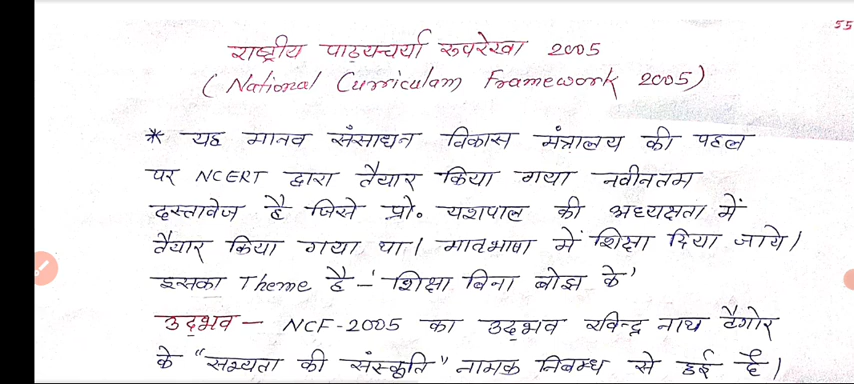 55
राष्ट्रीय पाठ्यचर्या रूपरेखा 2005
(National Curriculam Framework 2005)
* यह मानव संसाधन विकास मंत्रालय की पहल
पर NCERT द्वारा तैयार किया गया नवीनतम
दस्तावेज है जिसे प्रो. यशपाल की अध्यक्षता में
तैयार किया गया था। मातृभाषा में शिक्षा दिया जाये।
इसका Theme है - 'शिक्षा बिना बोझ के'
उद्‌भव - NCF-2005 का उद्‌भव रविन्द्र नाथ टैगोर
के "सभ्यता की संस्कृति" नामक निबन्ध से हुई है।